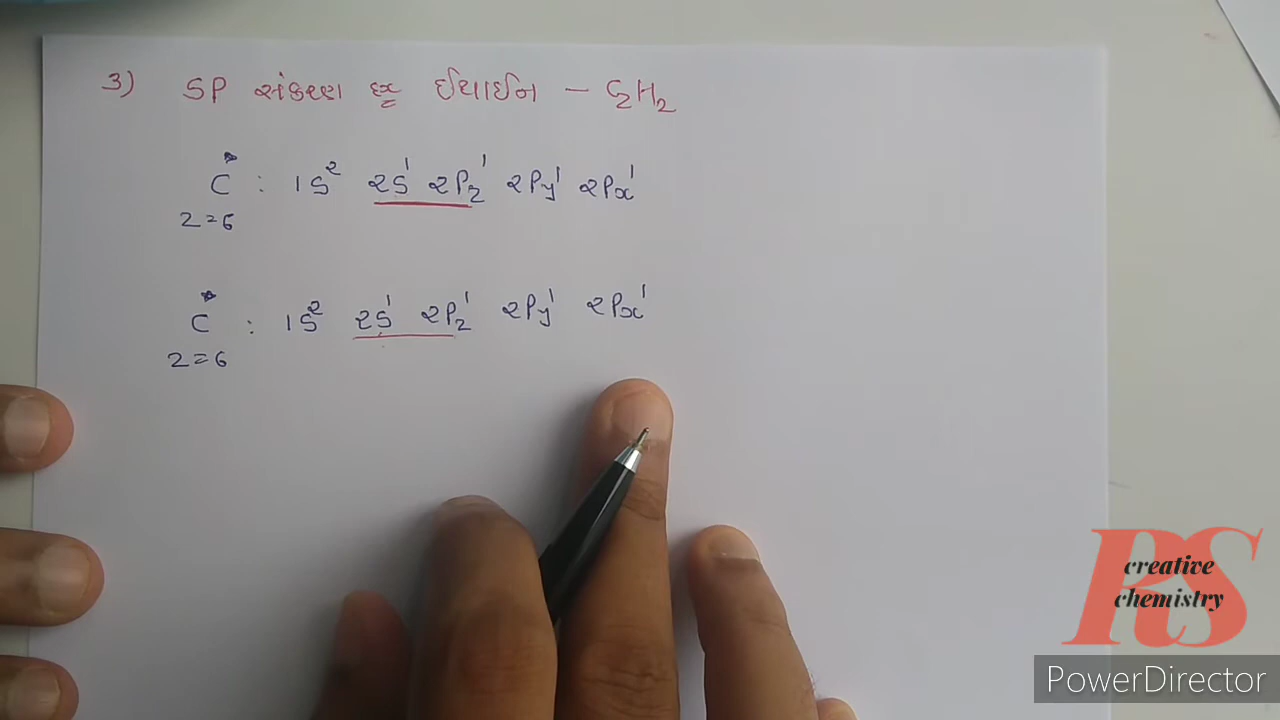 3) SP સંકરણ દા.ત. ઈથાઈન - C₂H₂
C* : 1S² 2S¹ 2Pz¹ 2Py¹ 2Px¹
Z=6
C* : 1S² 2S¹ 2Pz¹ 2Py¹ 2Px¹
Z=6
RS
creative
chemistry
PowerDirector